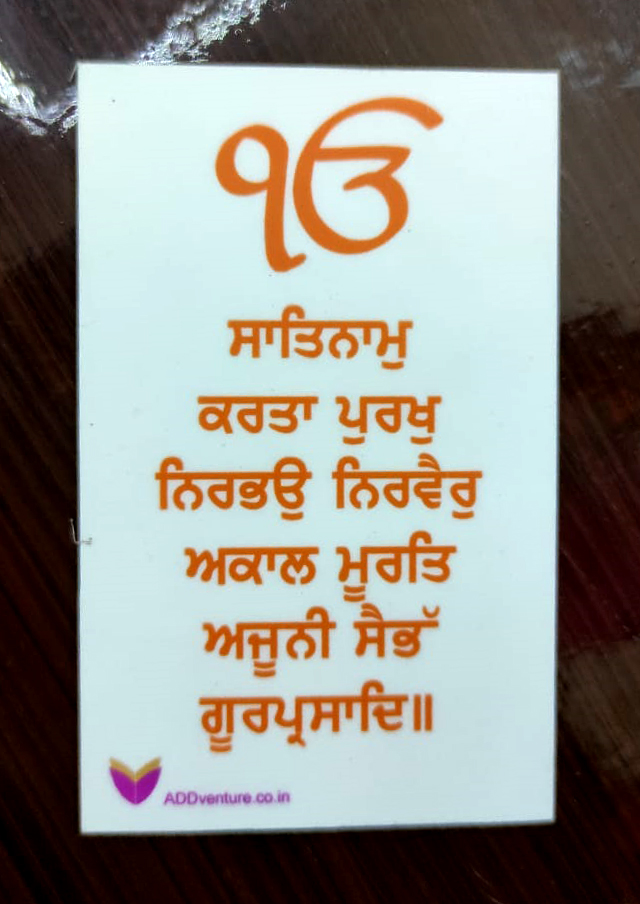 ੴ
ਸਾਤਿਨਾਮੁ
ਕਰਤਾ ਪੁਰਖੁ
ਨਿਰਭਉ ਨਿਰਵੈਰੁ
ਅਕਾਲ ਮੂਰਤਿ
ਅਜੂਨੀ ਸੈਭੱ
ਗੂਰਪ੍ਰਸਾਦਿ॥
ADDventure.co.in